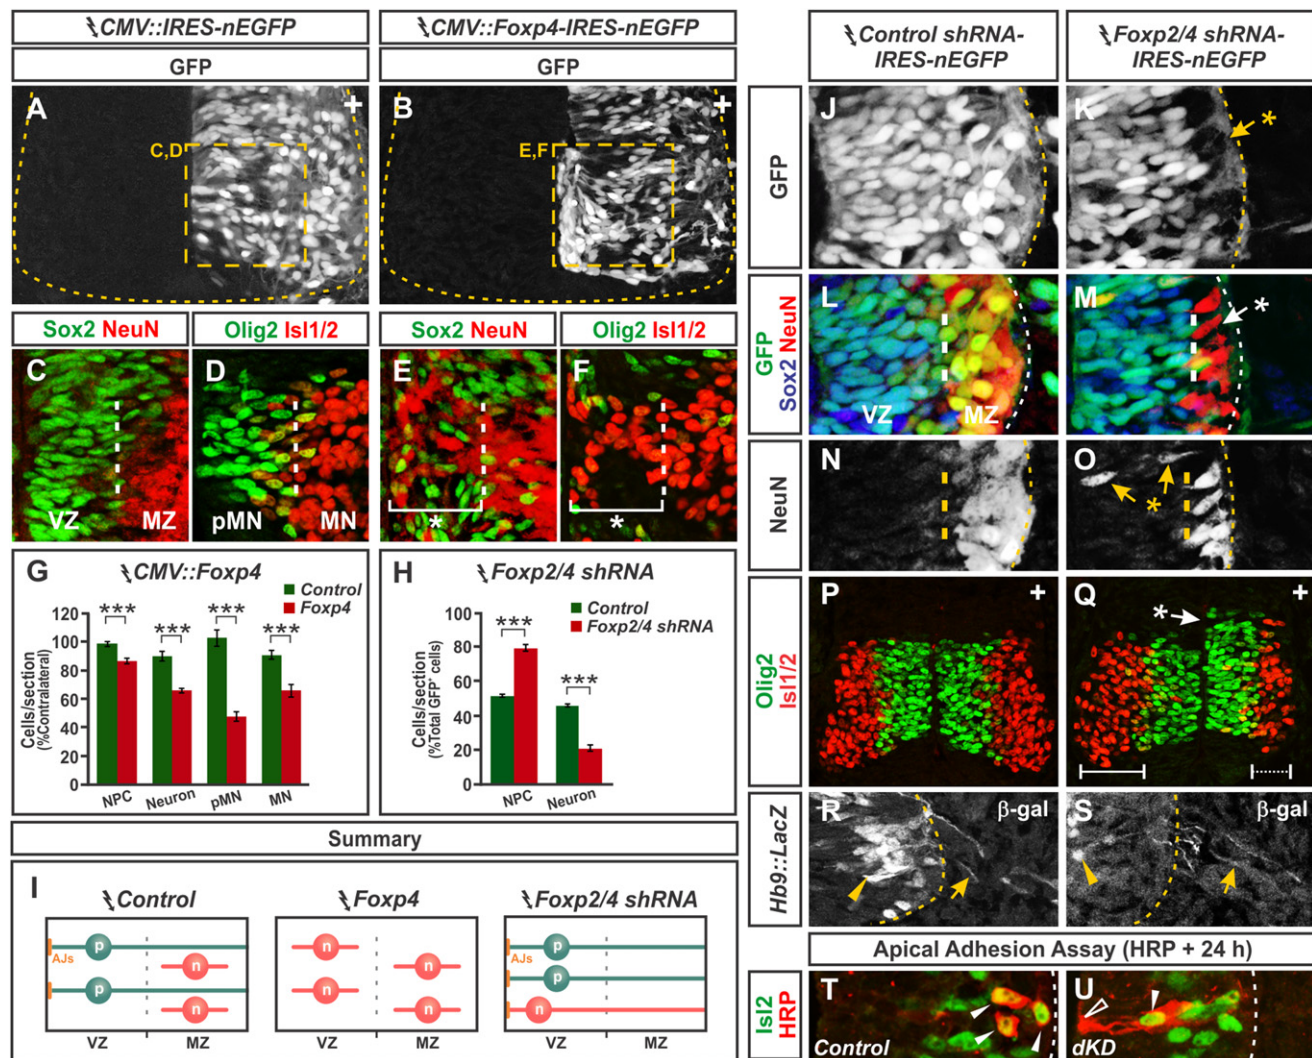 CMV::IRES-nEGFP
GFP
A
+
C,D
CMV::Foxp4-IRES-nEGFP
GFP
B
+
E,F
Sox2 NeuN
C
VZ
MZ
Olig2 Isl1/2
D
pMN
MN
Sox2 NeuN
E
*
Olig2 Isl1/2
F
*
G
CMV::Foxp4
Control
Foxp4
Cells/section
(%Contralateral)
120
100
80
60
40
20
0
***
***
***
***
NPC
Neuron
pMN
MN
H
Foxp2/4 shRNA
Control
Foxp2/4 shRNA
Cells/section
(%Total GFP+ cells)
100
80
60
40
20
0
***
***
NPC
Neuron
Summary
I
Control
p
AJs
n
p
n
VZ
MZ
Foxp4
n
n
n
n
VZ
MZ
Foxp2/4 shRNA
p
AJs
p
n
VZ
MZ
Control shRNA-
IRES-nEGFP
Foxp2/4 shRNA-
IRES-nEGFP
GFP
J
K
*
GFP
Sox2 NeuN
L
VZ
MZ
M
*
NeuN
N
O
*
Olig2
Isl1/2
P
+
Q
*
+
Hb9::LacZ
R
β-gal
S
β-gal
Apical Adhesion Assay (HRP + 24 h)
Isl2
HRP
T
Control
U
dKD